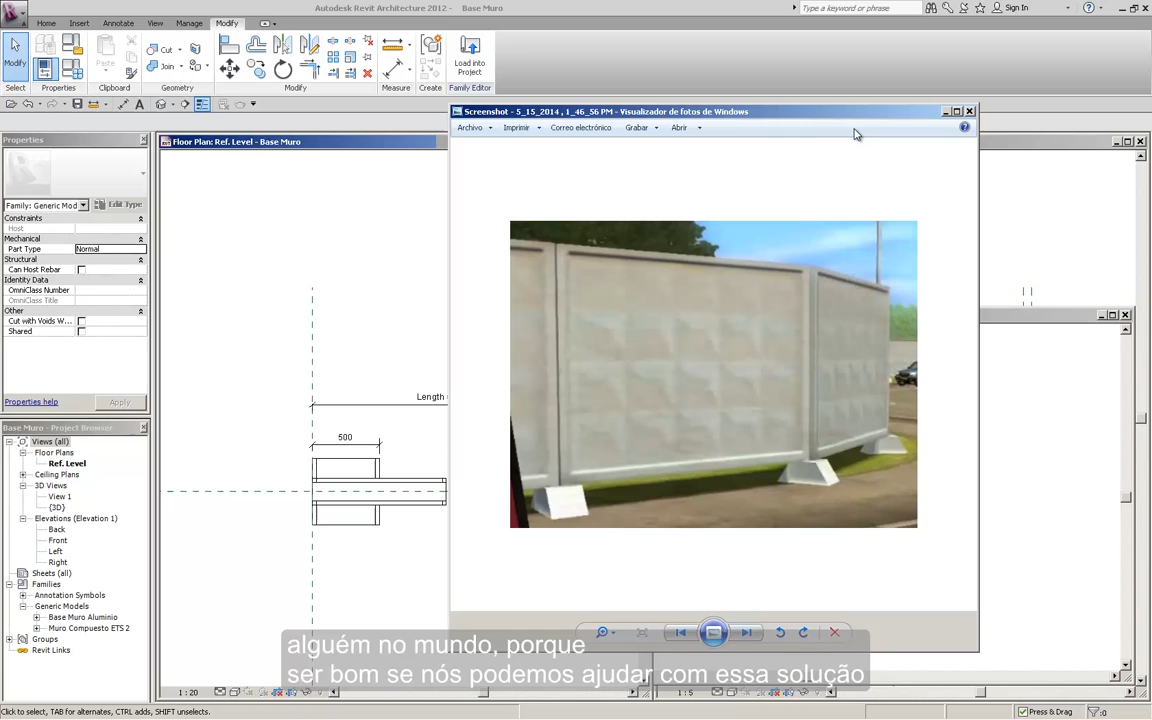 Autodesk Revit Architecture 2012 - Base Muro
Type a keyword or phrase
Sign In
Home Insert Annotate View Manage Modify
Modify
Paste
Cut
Join
Load into
Project
Select Properties Clipboard Geometry Modify Measure Create Family Editor
Screenshot - 5_15_2014 , 1_46_56 PM - Visualizador de fotos de Windows
Archivo Imprimir Correo electrónico Grabar Abrir
Properties
Floor Plan: Ref. Level - Base Muro
Family: Generic Mod
Edit Type
Constraints
Host
Mechanical
Part Type Normal
Structural
Can Host Rebar
Identity Data
OmniClass Number
OmniClass Title
Other
Cut with Voids W...
Shared
Properties help
Apply
Length
500
Base Muro - Project Browser
Views (all)
Floor Plans
Ref. Level
Ceiling Plans
3D Views
View 1
{3D}
Elevations (Elevation 1)
Back
Front
Left
Right
Sheets (all)
Families
Annotation Symbols
Generic Models
Base Muro Aluminio
Muro Compuesto ETS 2
Groups
Revit Links
alguém no mundo, porque
ser bom se nós podemos ajudar com essa solução
1 : 20
1 : 5
Click to select, TAB for alternates, CTRL adds, SHIFT unselects.
Press & Drag
:0